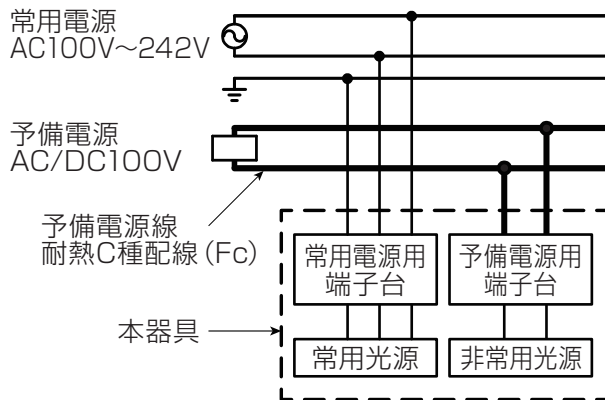 常用電源
AC100V～242V
予備電源
AC/DC100V
予備電源線
耐熱C種配線(Fc)
常用電源用
端子台
予備電源用
端子台
本器具
常用光源
非常用光源